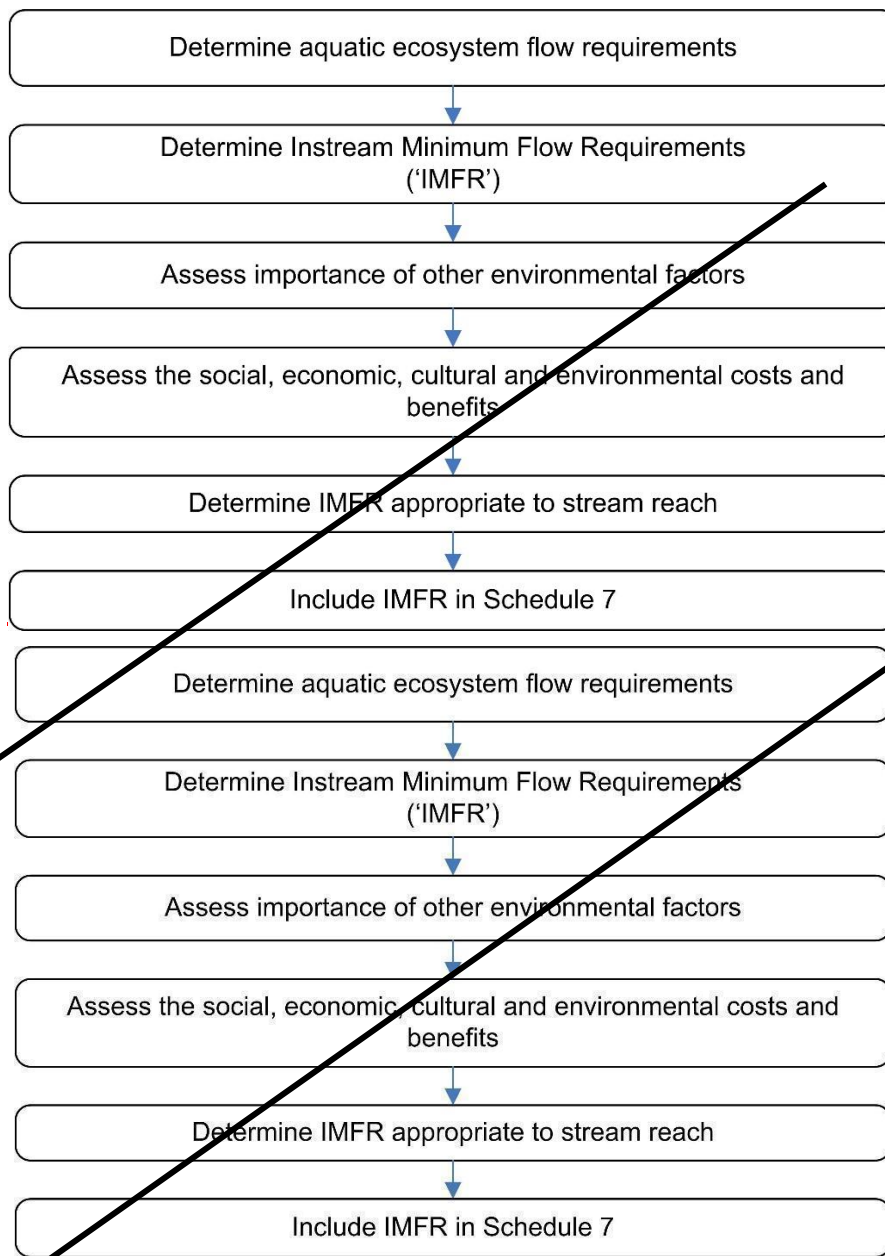 Determine aquatic ecosystem flow requirements
Determine Instream Minimum Flow Requirements
(‘IMFR’)
Assess importance of other environmental factors
Assess the social, economic, cultural and environmental costs and
benefits
Determine IMFR appropriate to stream reach
Include IMFR in Schedule 7
Determine aquatic ecosystem flow requirements
Determine Instream Minimum Flow Requirements
(‘IMFR’)
Assess importance of other environmental factors
Assess the social, economic, cultural and environmental costs and
benefits
Determine IMFR appropriate to stream reach
Include IMFR in Schedule 7